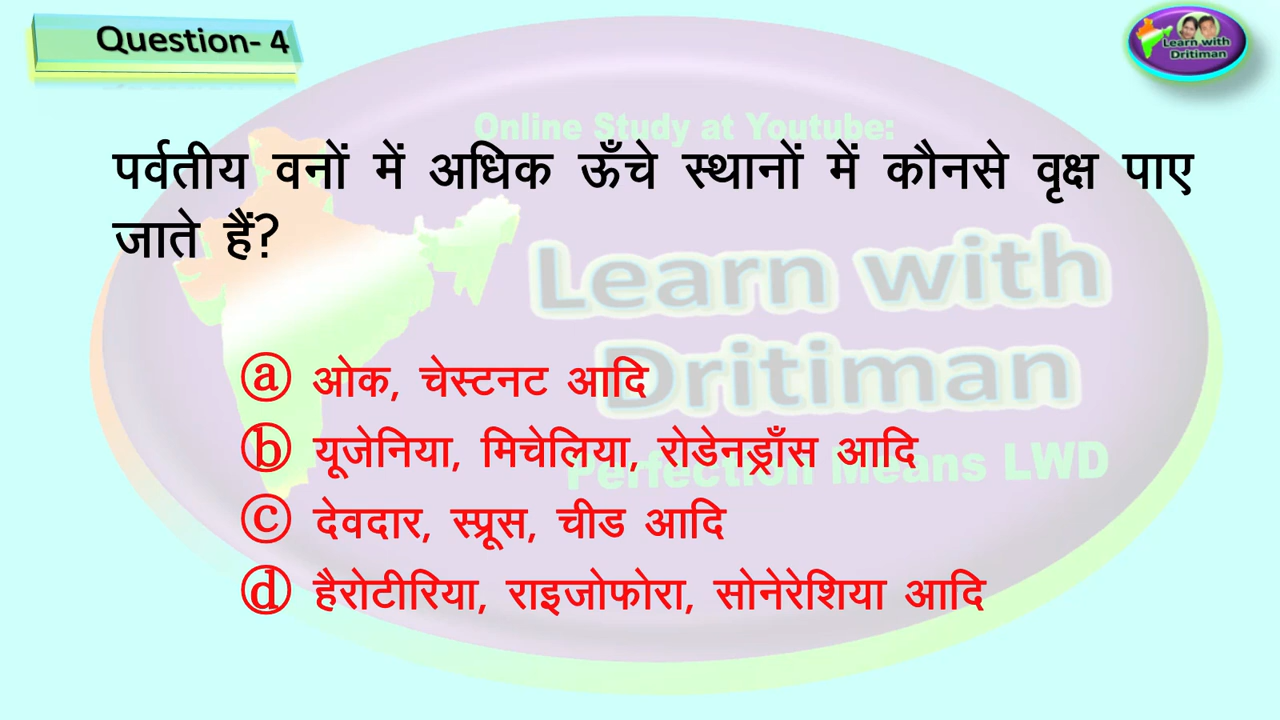 Question- 4
Learn with
Dritiman
Online Study at Youtube:
पर्वतीय वनों में अधिक ऊँचे स्थानों में कौनसे वृक्ष पाए
जाते हैं?
Learn with
Dritiman
ⓐ ओक, चेस्टनट आदि
ⓑ यूजेनिया, मिचेलिया, रोडेनड्राँस आदि
Perfection Means LWD
ⓒ देवदार, स्प्रूस, चीड आदि
ⓓ हैरोटीरिया, राइजोफोरा, सोनेरेशिया आदि